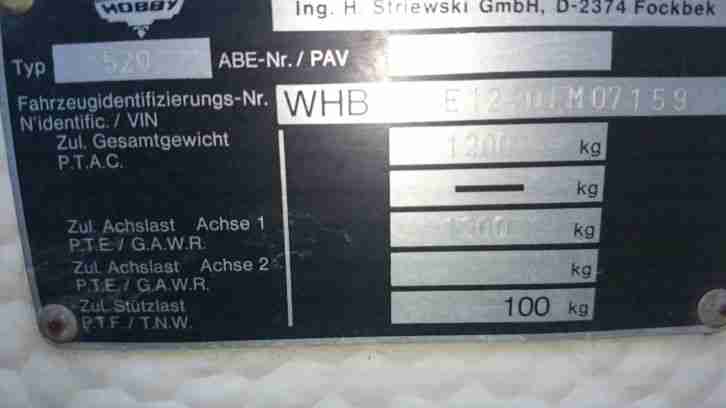 HOBBY
Ing. H. Striewski GmbH, D-2374 Fockbek
Typ 520 ABE-Nr. / PAV
Fahrzeugidentifizierungs-Nr. WHB
N'identific. / VIN
Zul. Gesamtgewicht kg
P.T.A.C.
kg
Zul. Achslast Achse 1 kg
P.T.E / G.A.W.R.
Zul. Achslast Achse 2 kg
P.T.E / G.A.W.R.
Zul. Stützlast 100 kg
P.T.F / T.N.W.